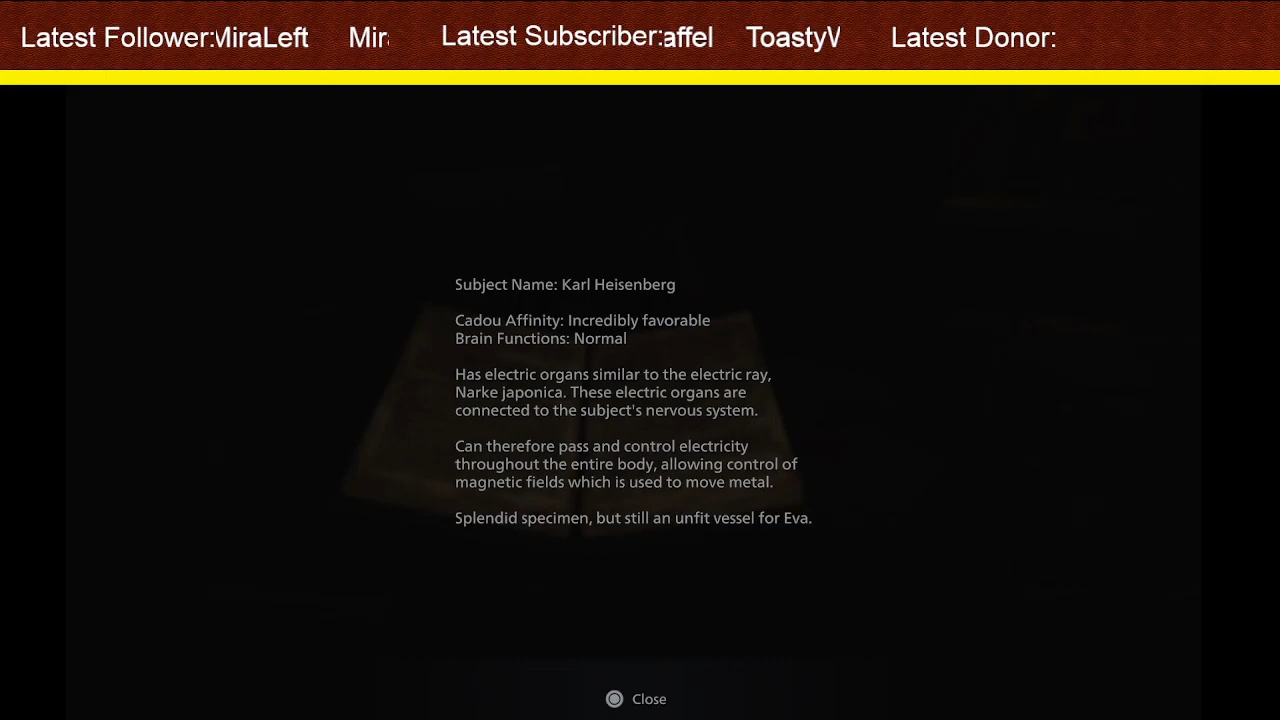 Latest Follower: MiraLeft Mir Latest Subscriber: affel Toasty Latest Donor:
Subject Name: Karl Heisenberg
Cadou Affinity: Incredibly favorable
Brain Functions: Normal
Has electric organs similar to the electric ray,
Narke japonica. These electric organs are
connected to the subject's nervous system.
Can therefore pass and control electricity
throughout the entire body, allowing control of
magnetic fields which is used to move metal.
Splendid specimen, but still an unfit vessel for Eva.
Close